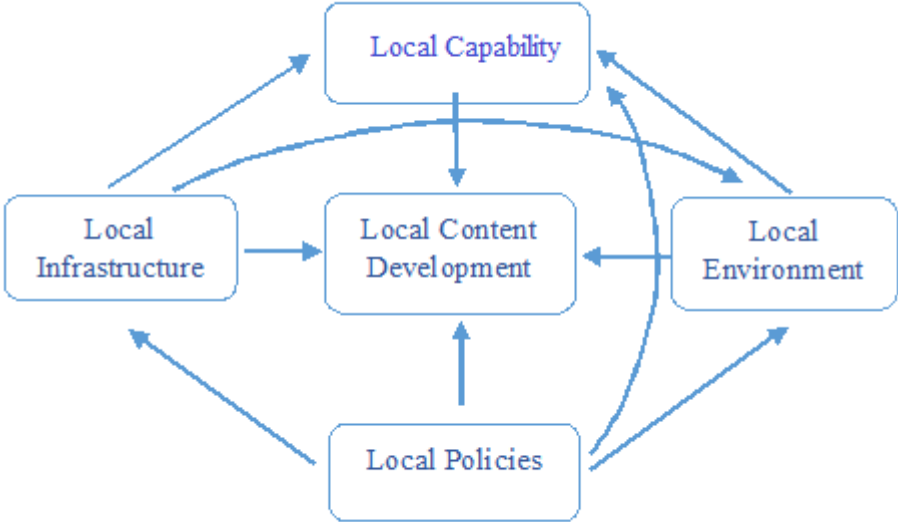 Local Capability
Local
Infrastructure
Local Content
Development
Local
Environment
Local Policies